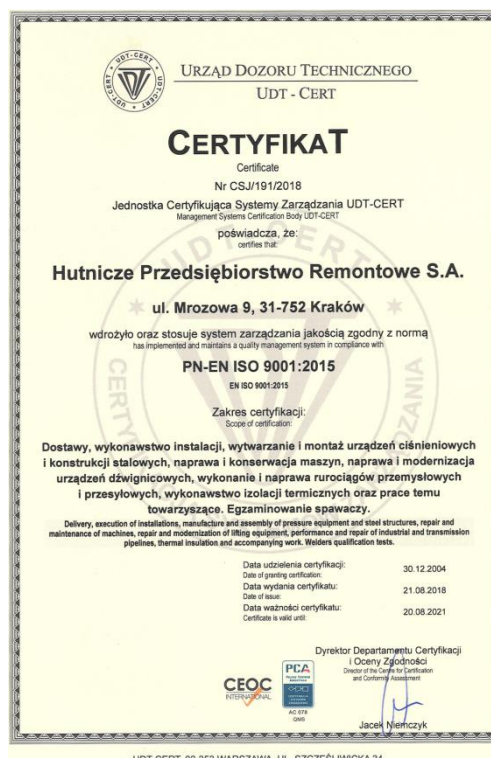 UDT-CERT
URZĄD DOZORU TECHNICZNEGO
UDT - CERT
CERTYFIKAT
Certificate
Nr CSJ/191/2018
Jednostka Certyfikująca Systemy Zarządzania UDT-CERT
Management Systems Certification Body UDT-CERT
poświadcza, że:
certifies that:
Hutnicze Przedsiębiorstwo Remontowe S.A.
ul. Mrozowa 9, 31-752 Kraków
wdrożyło oraz stosuje system zarządzania jakością zgodny z normą
has implemented and maintains a quality management system in compliance with
PN-EN ISO 9001:2015
EN ISO 9001:2015
Zakres certyfikacji:
Scope of certification:
Dostawy, wykonawstwo instalacji, wytwarzanie i montaż urządzeń ciśnieniowych
i konstrukcji stalowych, naprawa i konserwacja maszyn, naprawa i modernizacja
urządzeń dźwignicowych, wykonanie i naprawa rurociągów przemysłowych
i przesyłowych, wykonawstwo izolacji termicznych oraz prace temu
towarzyszące. Egzaminowanie spawaczy.
Delivery, execution of installations, manufacture and assembly of pressure equipment and steel structures, repair and
maintenance of machines, repair and modernization of lifting equipment, performance and repair of industrial and transmission
pipelines, thermal insulation and accompanying work. Welders qualification tests.
Data udzielenia certyfikacji:
Date of granting certification:
30.12.2004
Data wydania certyfikatu:
Date of issue:
21.08.2018
Data ważności certyfikatu:
Certificate is valid until:
20.08.2021
Dyrektor Departamentu Certyfikacji
i Oceny Zgodności
Director of the Centre for Certification
and Conformity Assessment
CEOC
INTERNATIONAL
PCA
AC 078
QMS
Jacek Niemczyk